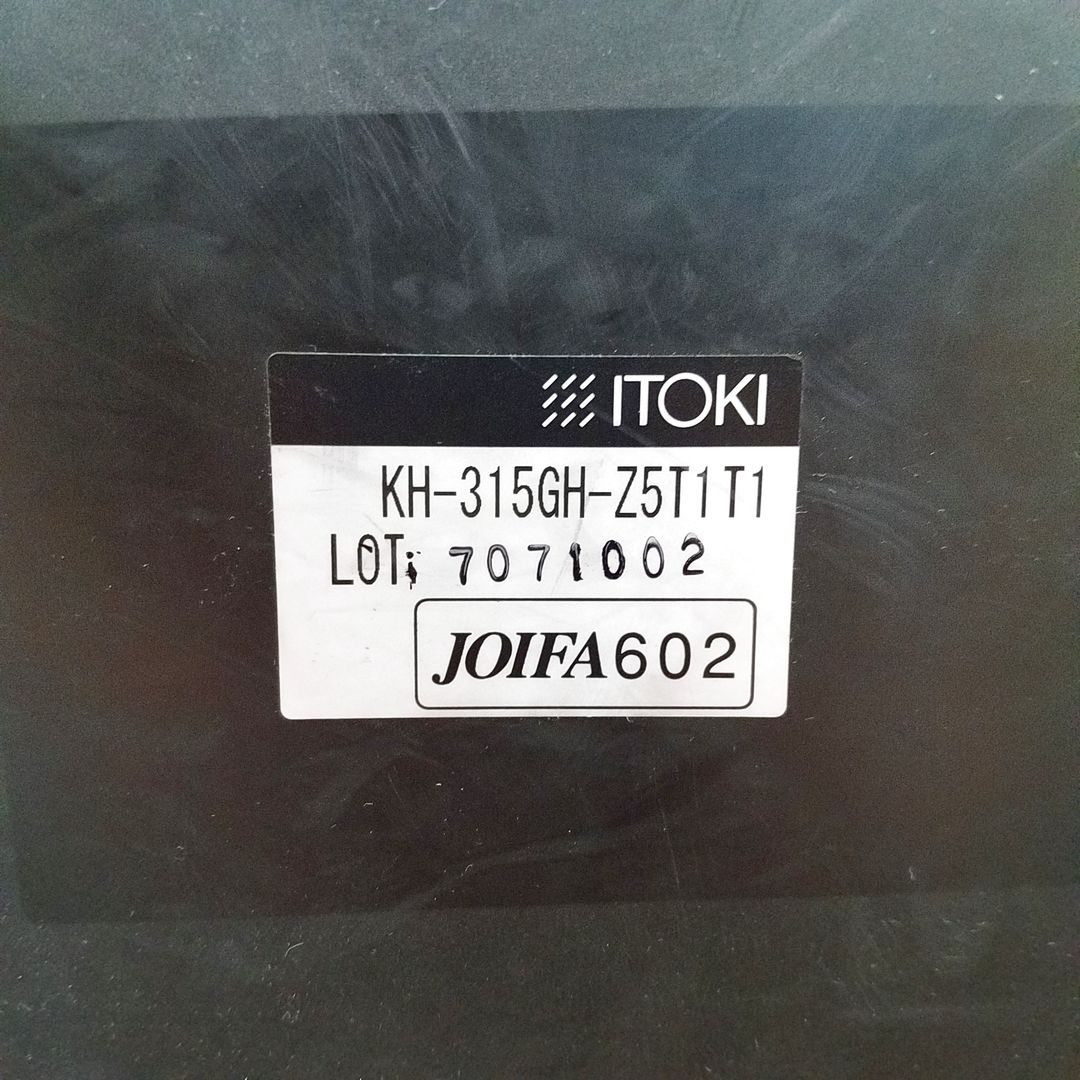 ITOKI
KH-315GH-Z5T1T1
LOT; 7071002
JOIFA602